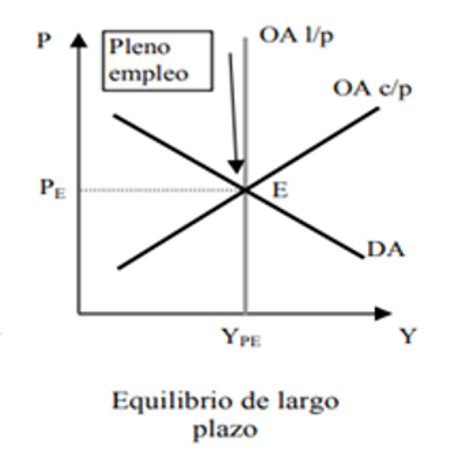 P
Pleno
empleo
OA l/p
OA c/p
PE
E
DA
YPE
Y
Equilibrio de largo
plazo